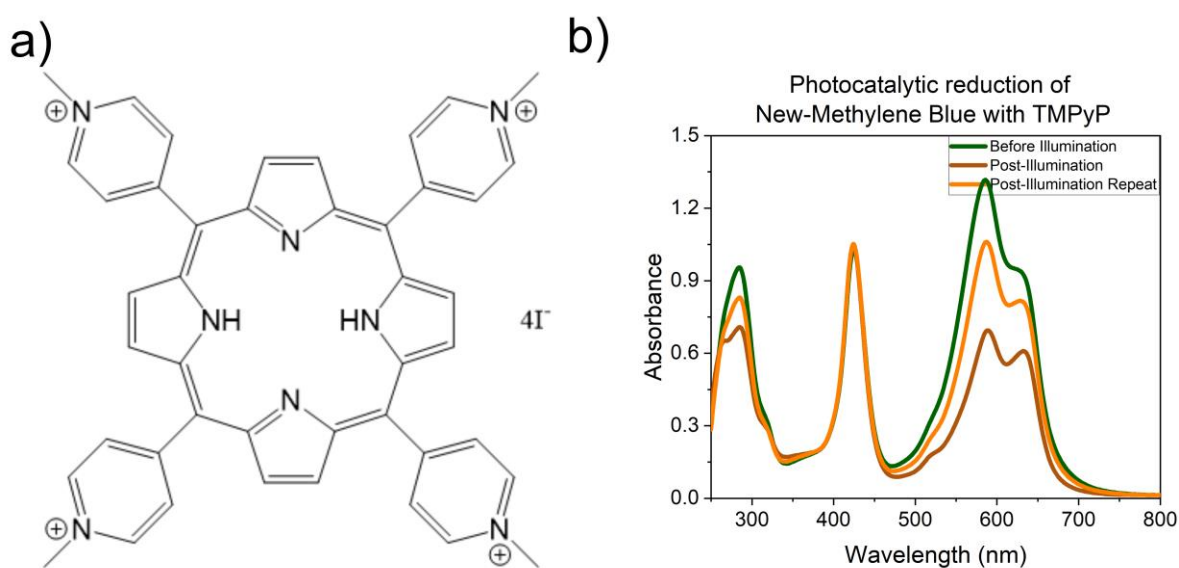 a)
N
⊕
N
⊕
N
NH
HN
4I⁻
N
⊕
N
N
⊕
b)
Photocatalytic reduction of
New-Methylene Blue with TMPyP
Before Illumination
Post-Illumination
Post-Illumination Repeat
Absorbance
1.5
1.2
0.9
0.6
0.3
0.0
300 400 500 600 700 800
Wavelength (nm)